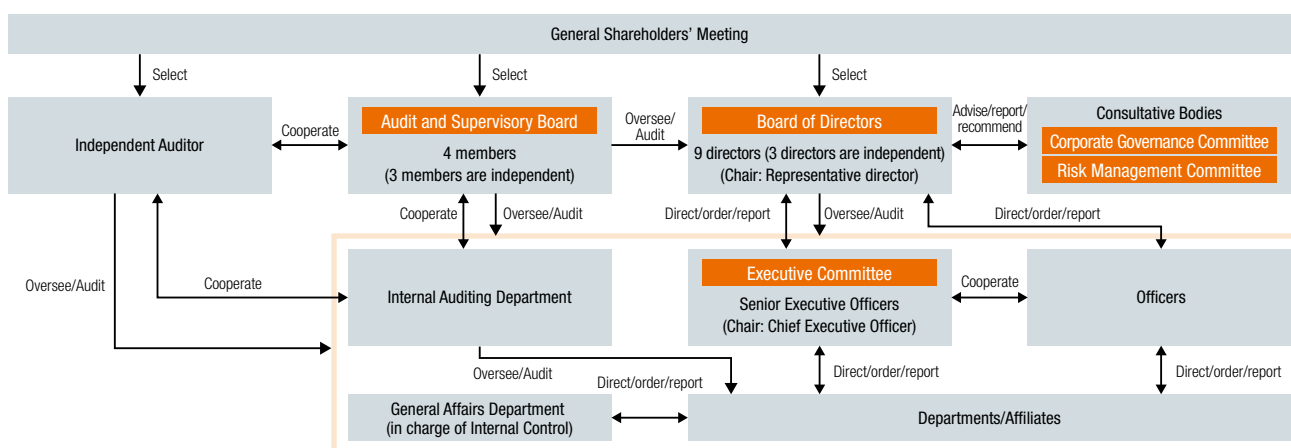 General Shareholders' Meeting
Select
Select
Select
Independent Auditor
Cooperate
Audit and Supervisory Board
4 members
(3 members are independent)
Oversee/
Audit
Board of Directors
9 directors (3 directors are independent)
(Chair: Representative director)
Advise/report/
recommend
Consultative Bodies
Corporate Governance Committee
Risk Management Committee
Cooperate
Oversee/Audit
Direct/order/report
Oversee/Audit
Direct/order/report
Oversee/Audit
Cooperate
Internal Auditing Department
Executive Committee
Senior Executive Officers
(Chair: Chief Executive Officer)
Cooperate
Officers
Oversee/Audit
Direct/order/report
Direct/order/report
Direct/order/report
General Affairs Department
(in charge of Internal Control)
Departments/Affiliates